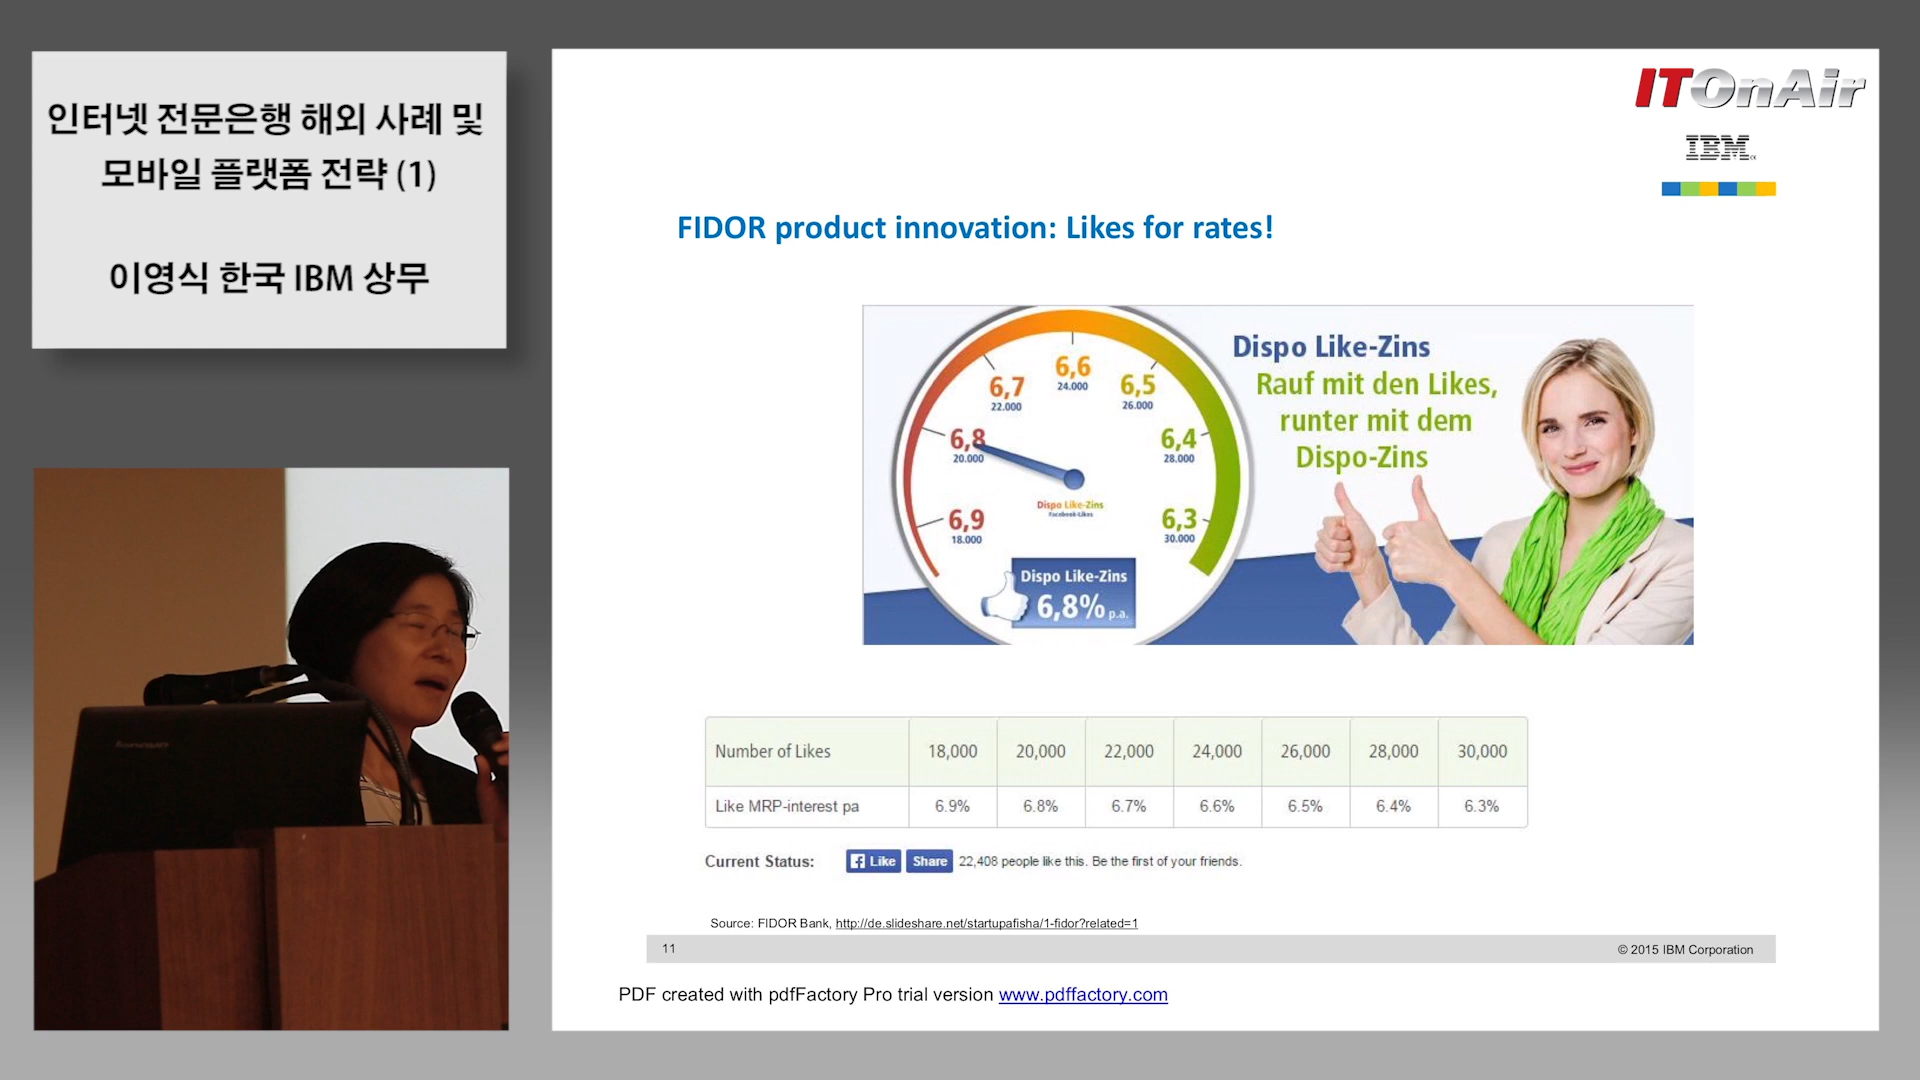 인터넷 전문은행 해외 사례 및
모바일 플랫폼 전략 (1)
이영식 한국 IBM 상무
ITOnAir
IBM
FIDOR product innovation: Likes for rates!
6,9
18.000
6,8
20.000
6,7
22.000
6,6
24.000
6,5
26.000
6,4
28.000
6,3
30.000
Dispo Like-Zins
Facebook-Likes
Dispo Like-Zins
6,8% p.a.
Dispo Like-Zins
Rauf mit den Likes,
runter mit dem
Dispo-Zins
Number of Likes 18,000 20,000 22,000 24,000 26,000 28,000 30,000
Like MRP-interest pa 6.9% 6.8% 6.7% 6.6% 6.5% 6.4% 6.3%
Current Status: Like Share 22,408 people like this. Be the first of your friends.
Source: FIDOR Bank, http://de.slideshare.net/startupafisha/1-fidor?related=1
11 © 2015 IBM Corporation
PDF created with pdfFactory Pro trial version www.pdffactory.com